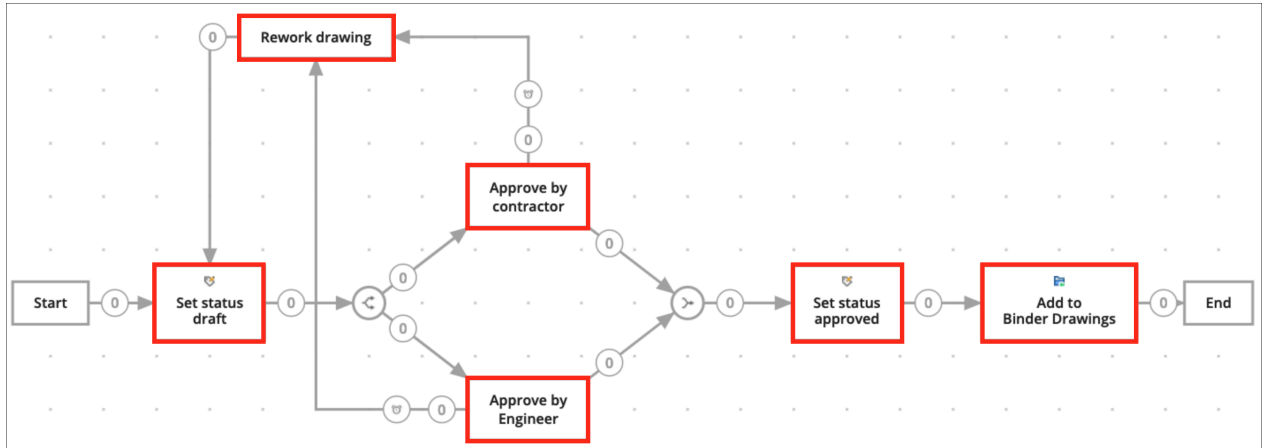 0
Rework drawing
0
Approve by
contractor
0
0
Start
0
Set status
draft
0
0
0
Set status
approved
0
Add to
Binder Drawings
0
End
0
0
0
Approve by
Engineer